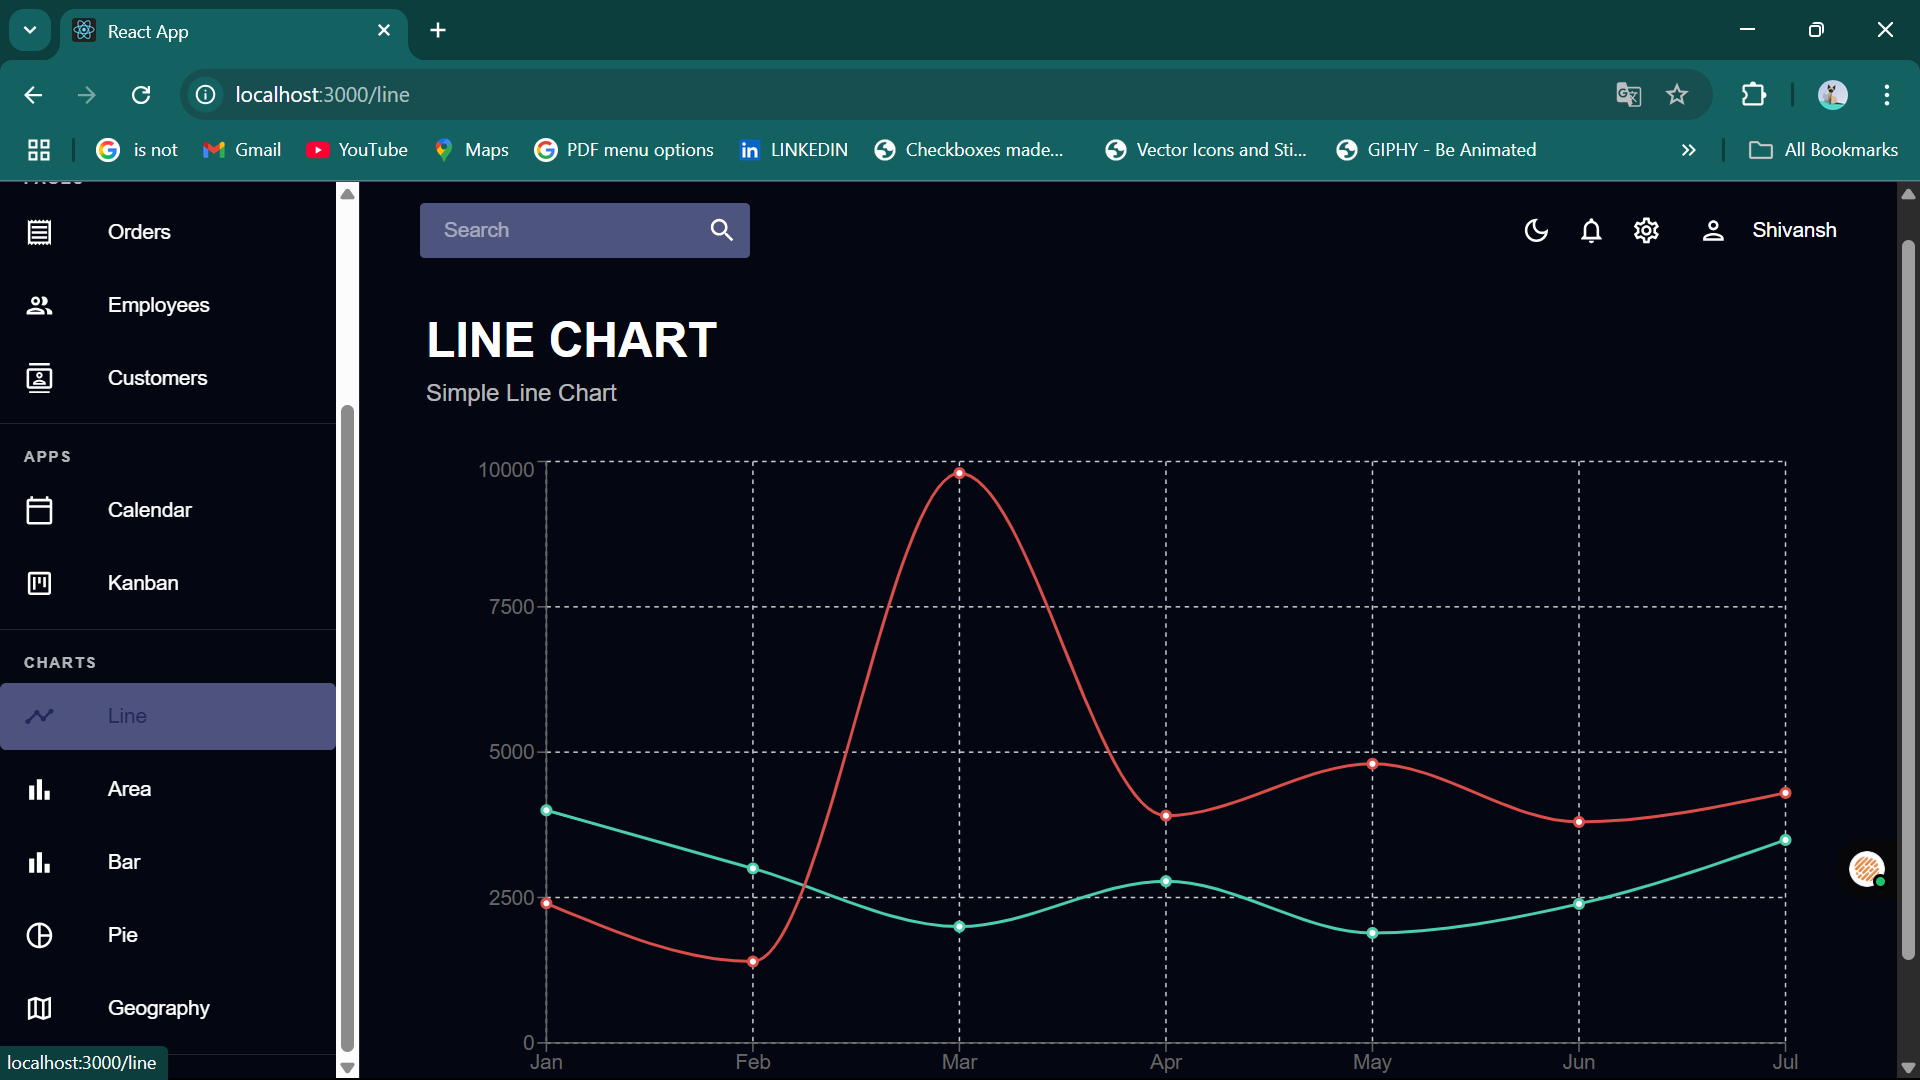 React App
localhost:3000/line
is not
Gmail
YouTube
Maps
PDF menu options
LINKEDIN
Checkboxes made...
Vector Icons and Sti...
GIPHY - Be Animated
All Bookmarks
PAGES
Orders
Employees
Customers
APPS
Calendar
Kanban
CHARTS
Line
Area
Bar
Pie
Geography
localhost:3000/line
Search
Shivansh
LINE CHART
Simple Line Chart
10000
7500
5000
2500
0
Jan Feb Mar Apr May Jun Jul